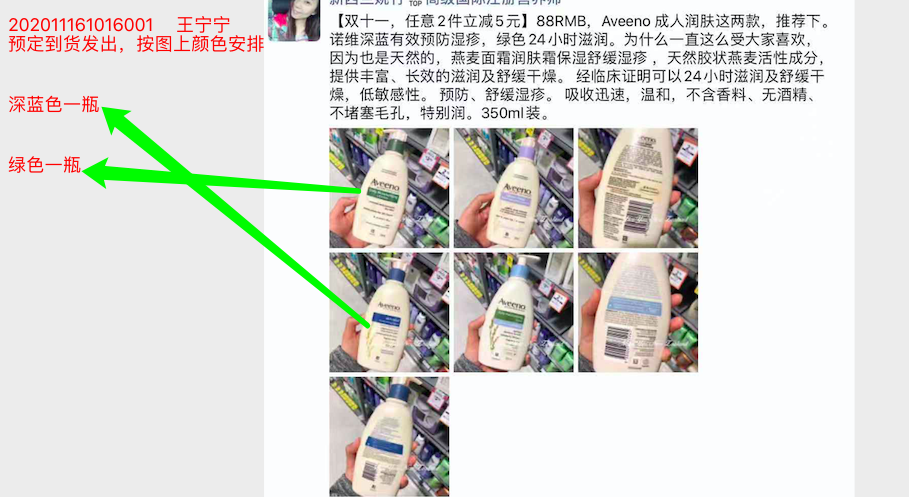 202011161016001 王宁宁
预定到货发出，按图上颜色安排
深蓝色一瓶
绿色一瓶
TOP 高级国际注册营养师
【双十一，任意2件立减5元】88RMB，Aveeno 成人润肤这两款，推荐下。
诺维深蓝有效预防湿疹，绿色24小时滋润。为什么一直这么受大家喜欢，
因为也是天然的，燕麦面霜润肤霜保湿舒缓湿疹 ，天然胶状燕麦活性成分，
提供丰富、长效的滋润及舒缓干燥。 经临床证明可以24小时滋润及舒缓干
燥，低敏感性。 预防、舒缓湿疹。 吸收迅速，温和，不含香料、无酒精、
不堵塞毛孔，特别润。350ml装。
Aveeno
Aveeno
Aveeno
Aveeno